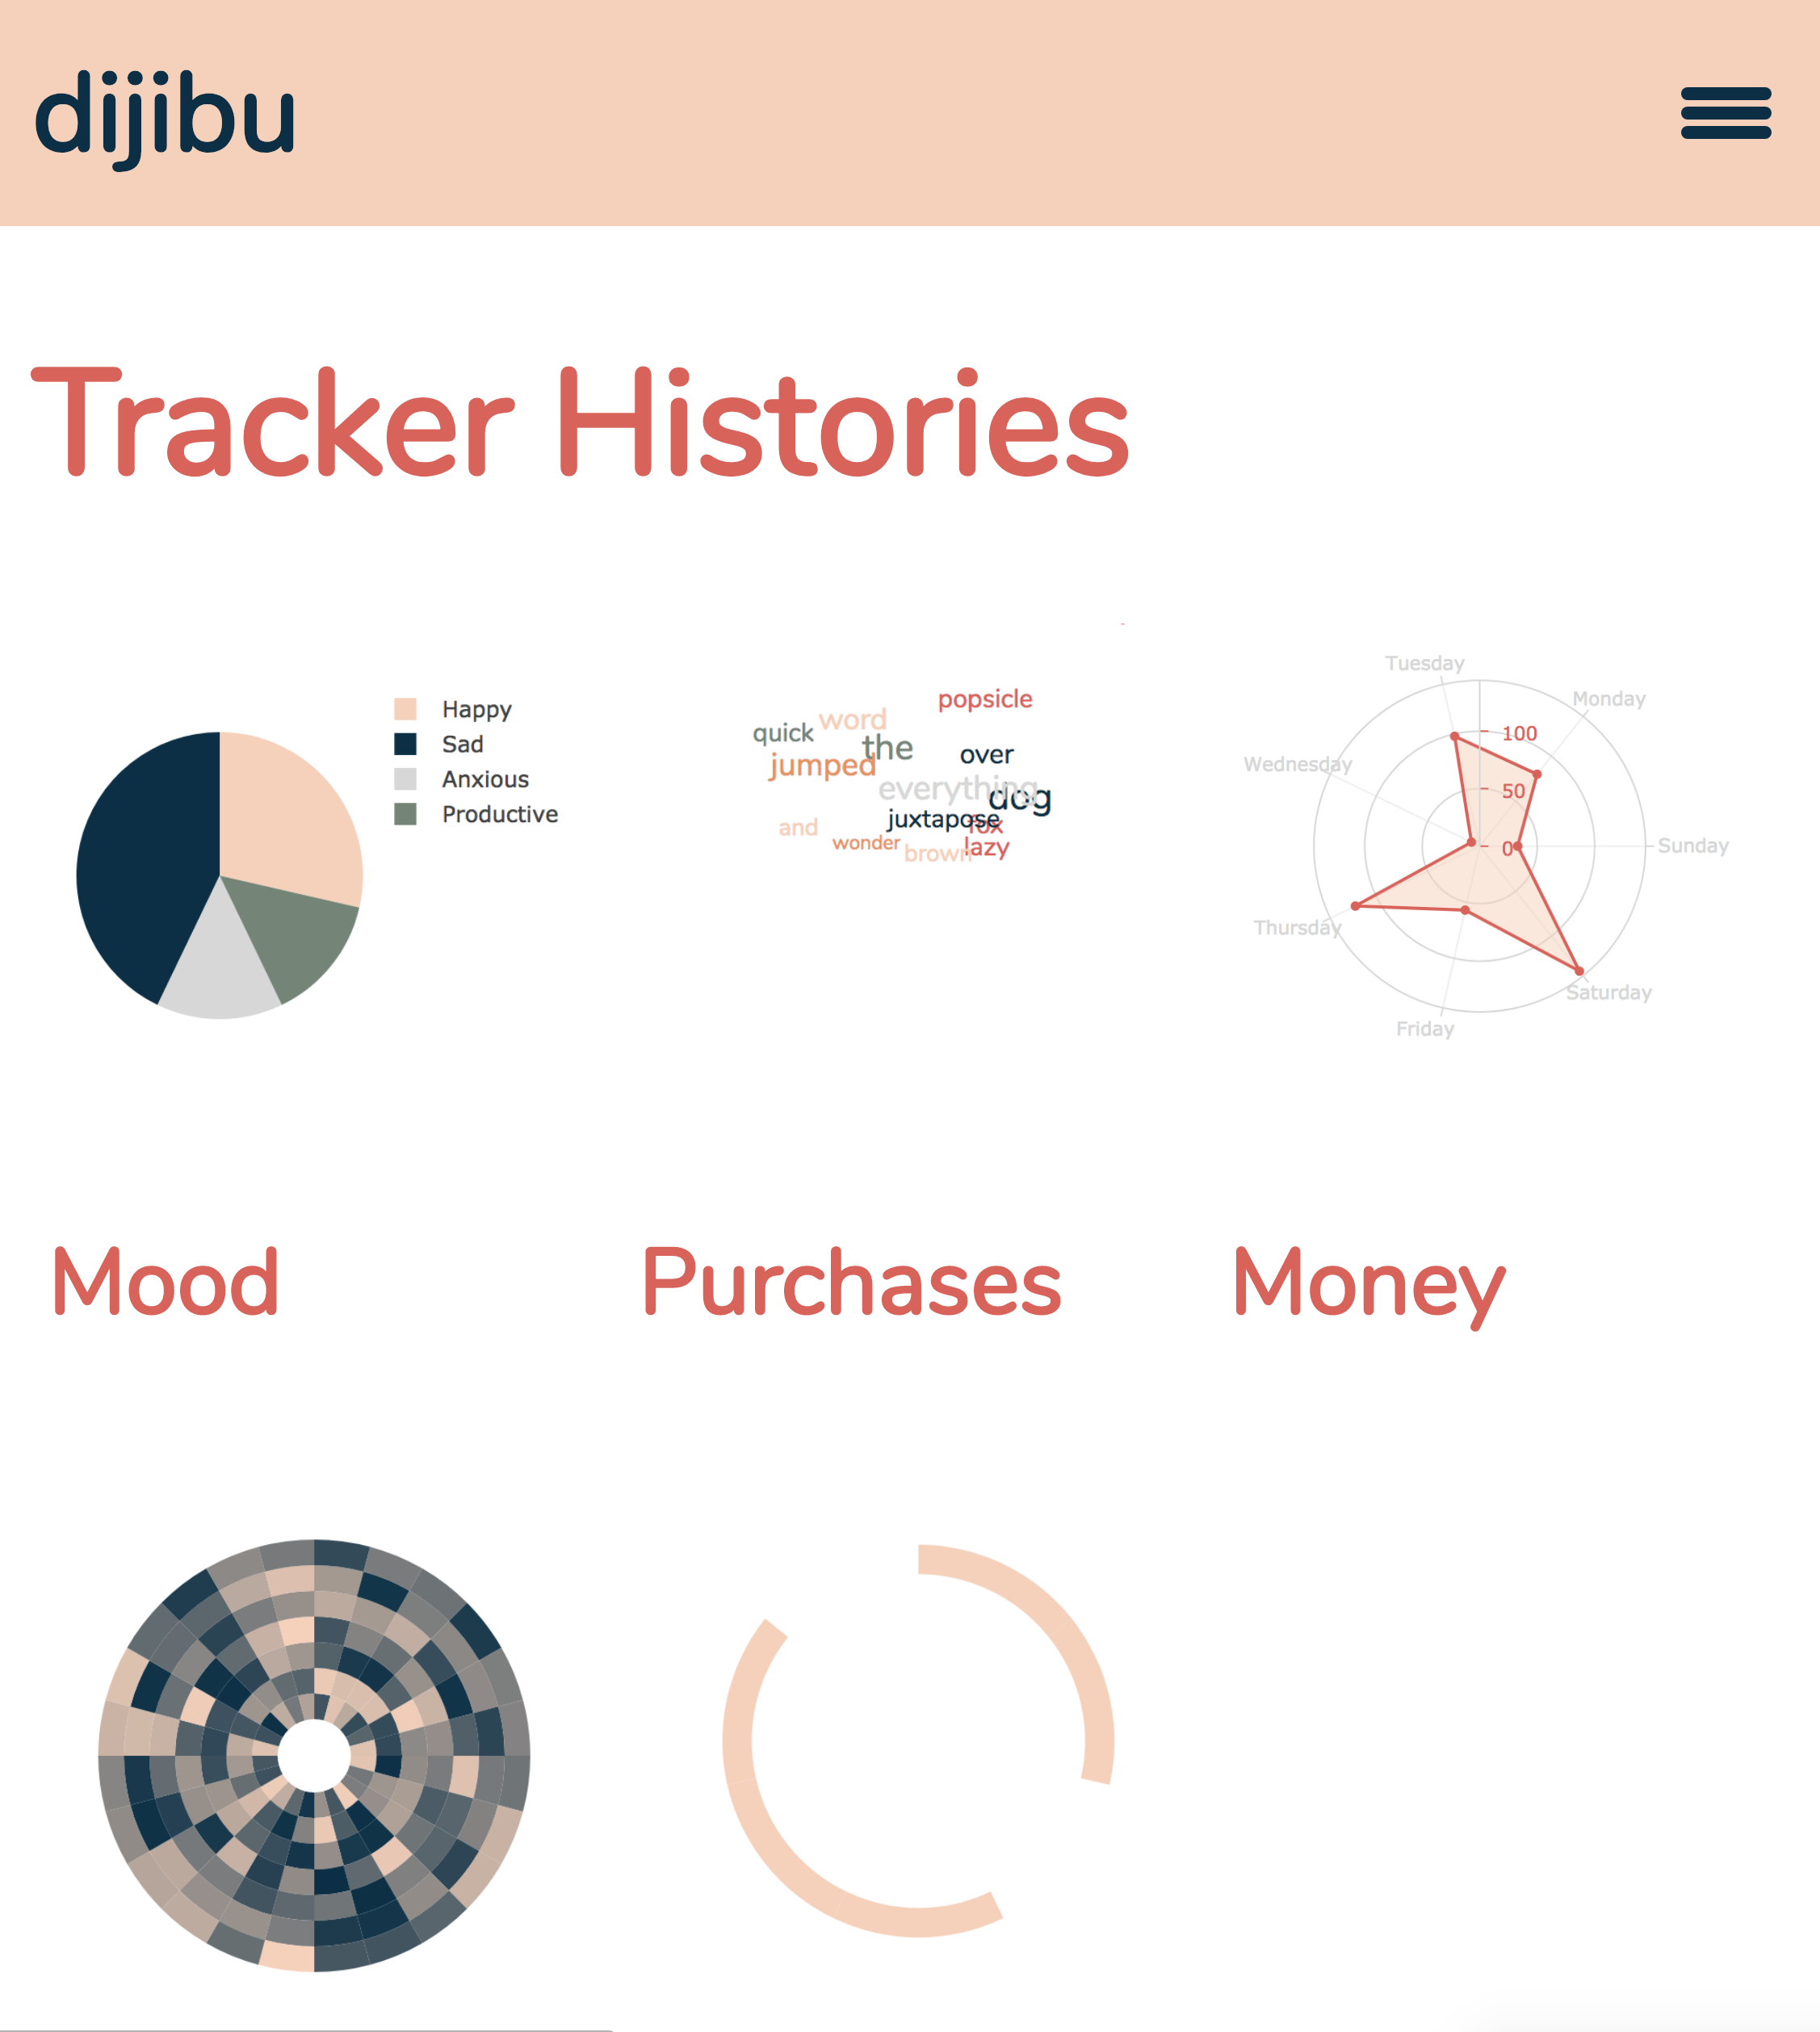 dijibu
Tracker Histories
Happy
Sad
Anxious
Productive
popsicle
word
quick
the
over
jumped
everything
dog
juxtapose
fox
and
wonder
brown
lazy
Tuesday
Monday
100
Wednesday
50
0
Sunday
Thursday
Saturday
Friday
Mood
Purchases
Money